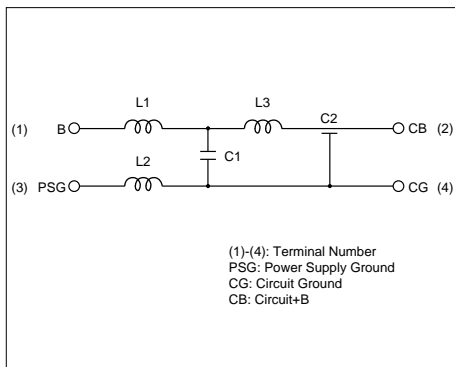 L1 L3 C2
(1) B CB (2)
C1
L2
(3) PSG CG (4)
(1)-(4): Terminal Number
PSG: Power Supply Ground
CG: Circuit Ground
CB: Circuit+B